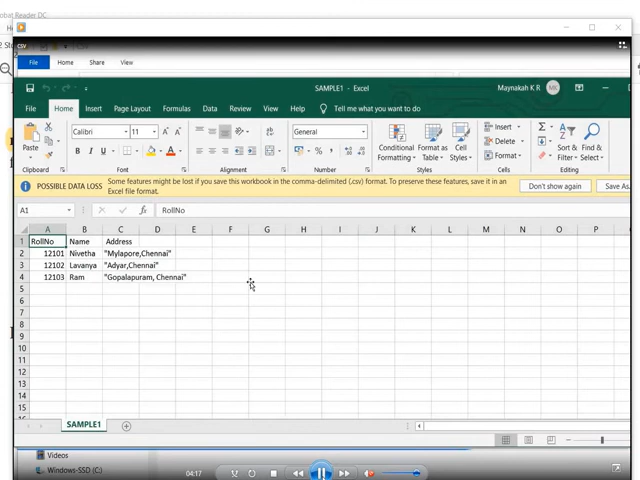 obat Reader DC
CSV
File Home Share View
SAMPLE1 - Excel
Maynakah K R MK
File Home Insert Page Layout Formulas Data Review View Help Tell me what you want to do
Paste
Calibri 11
General
Conditional Formatting
Format as Table
Cell Styles
Insert
Delete
Format
Sort & Filter
Find & Select
Clipboard Font Alignment Number Styles Cells Editing
POSSIBLE DATA LOSS Some features might be lost if you save this workbook in the comma-delimited (.csv) format. To preserve these features, save it in an Excel file format. Don't show again Save As.
A1 fx RollNo
A B C D E F G H I J K L M N O P
1 RollNo Name Address
2 12101 Nivetha "Mylapore,Chennai"
3 12102 Lavanya "Adyar,Chennai"
4 12103 Ram "Gopalapuram, Chennai"
5
6
7
8
9
10
11
12
13
14
15
SAMPLE1
Videos
Windows-SSD (C:)
04:17